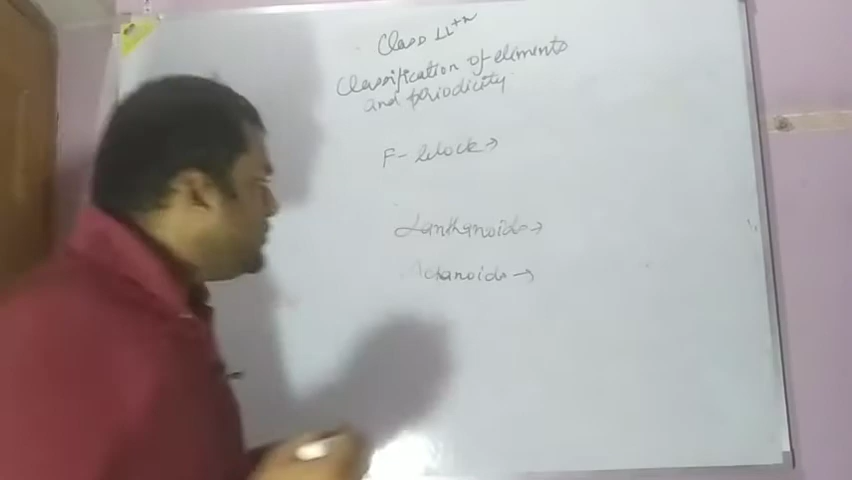 Class 11th
Classification of elements
and periodicity
F-block →
Lanthanoids →
Actanoids →